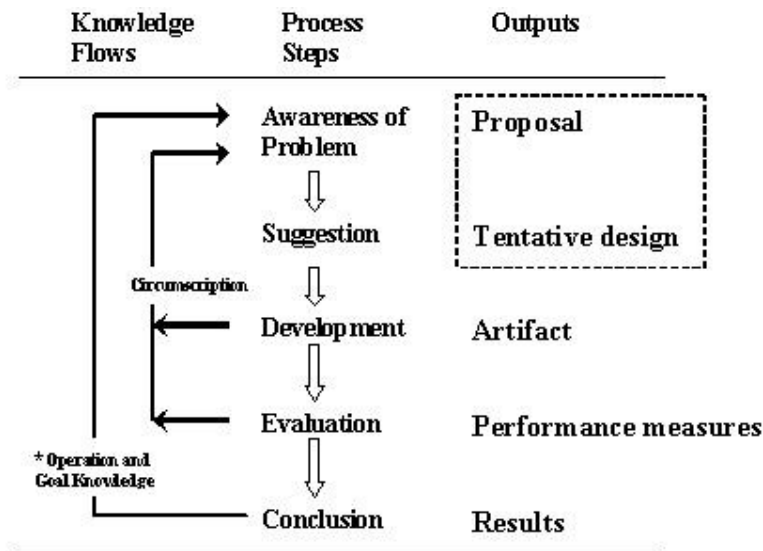 Knowledge Flows
Process Steps
Outputs
Awareness of Problem
Proposal
Suggestion
Tentative design
Circumscription
Development
Artifact
Evaluation
Performance measures
* Operation and Goal Knowledge
Conclusion
Results